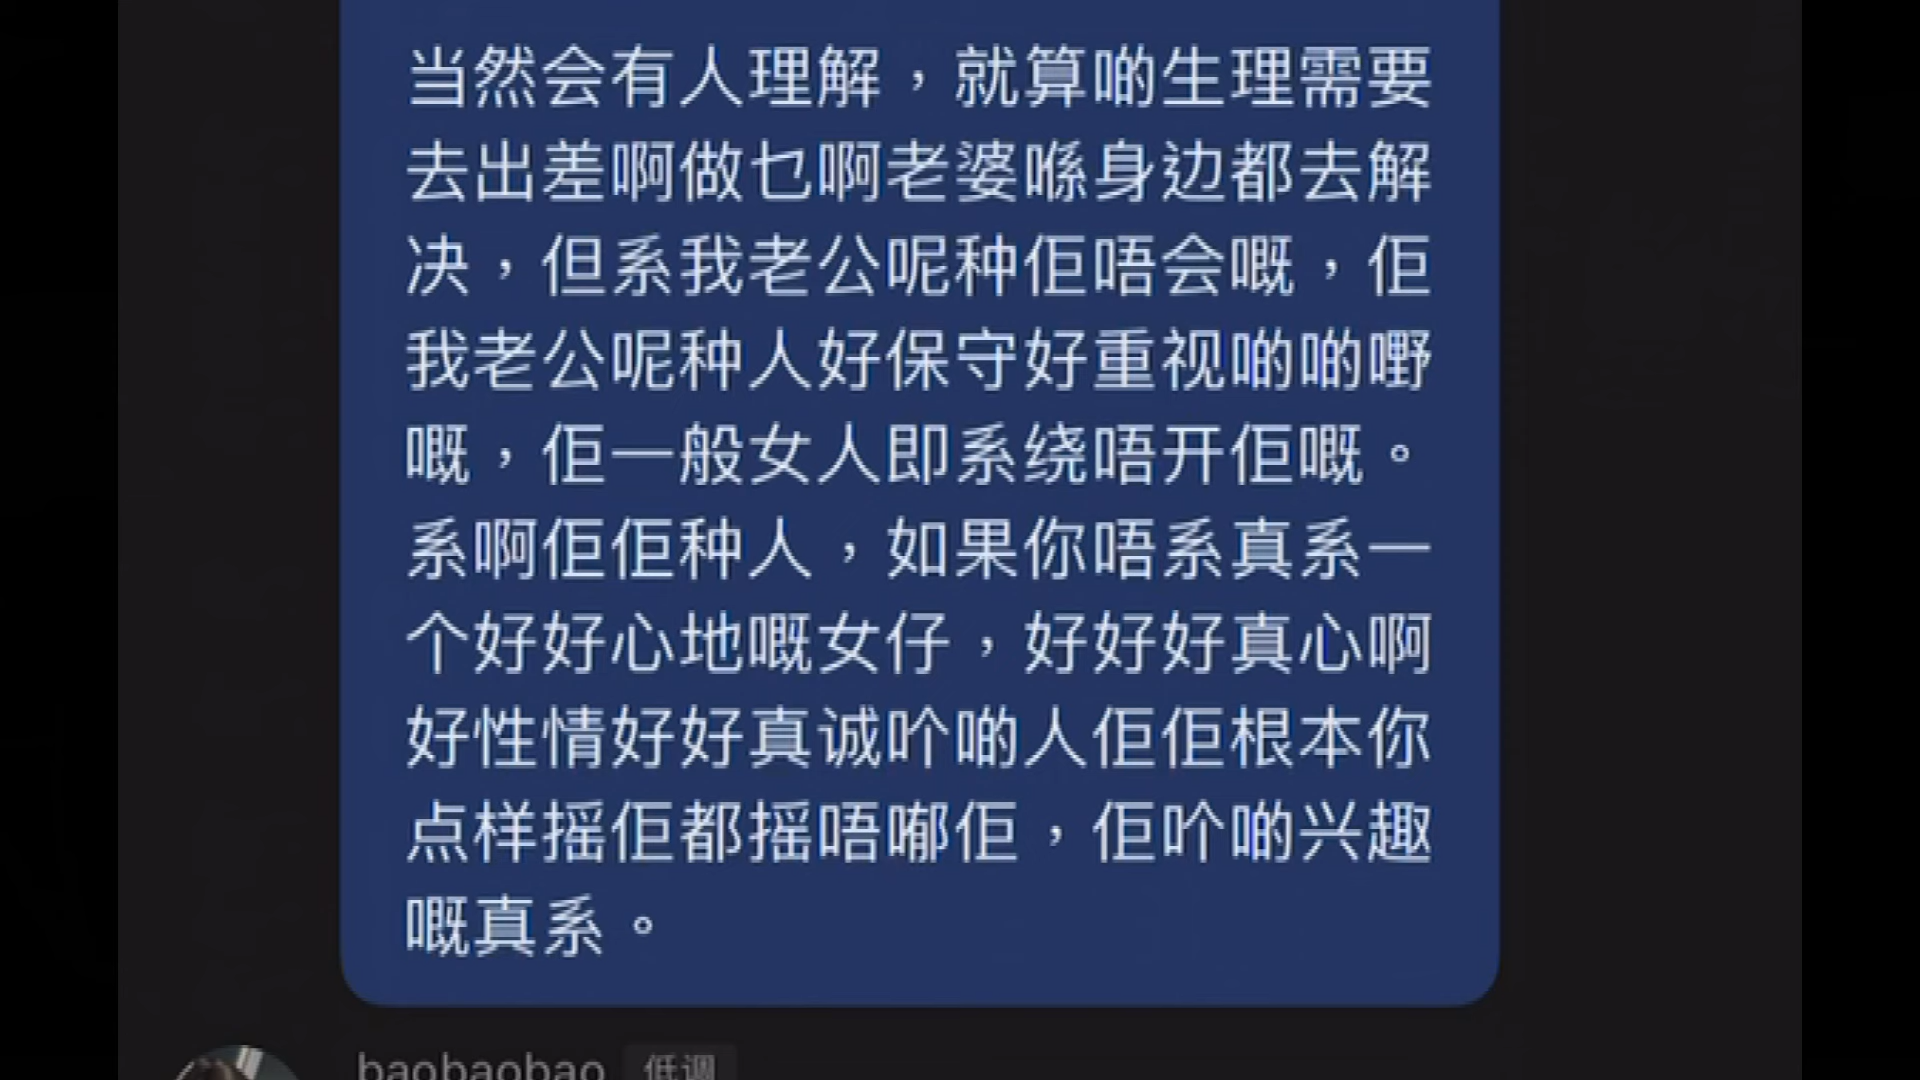 当然会有人理解，就算啲生理需要
去出差啊做乜啊老婆喺身边都去解
决，但系我老公呢种佢唔会嘅，佢
我老公呢种人好保守好重视啲啲嘢
嘅，佢一般女人即系绕唔开佢嘅。
系啊佢佢种人，如果你唔系真系一
个好好心地嘅女仔，好好好真心啊
好性情好好真诚吤啲人佢佢根本你
点样摇佢都摇唔嘟佢，佢吤啲兴趣
嘅真系。
baobaobao 低调